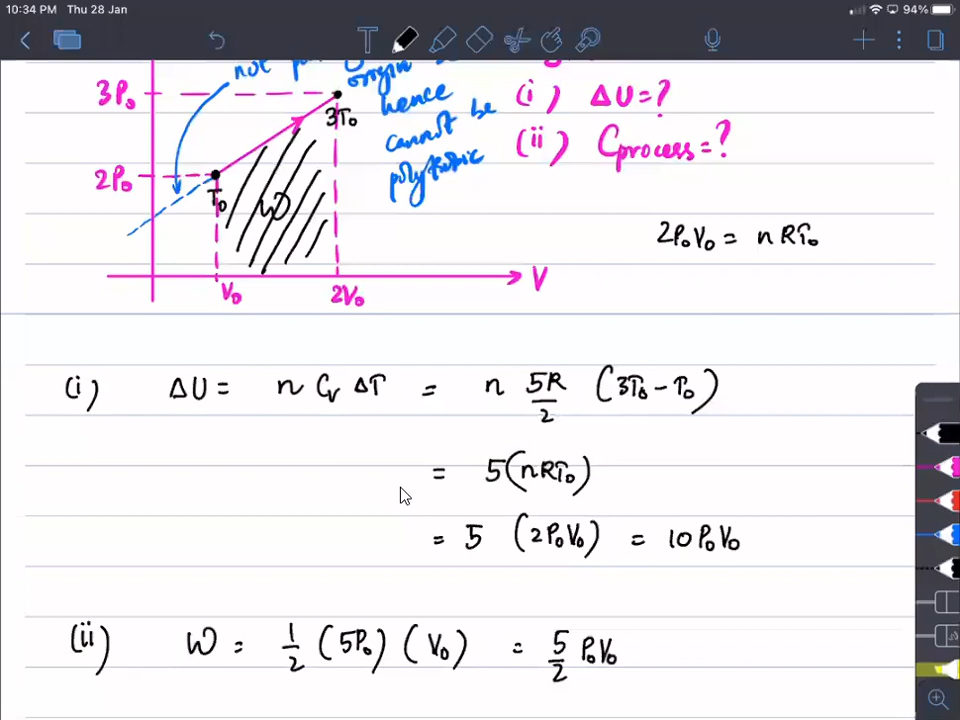 10:34 PM Thu 28 Jan 94%
T
not
origin
3P₀
3T₀
hence
cannot be
polytropic
(i) ΔU=?
(ii) Cprocess=?
2P₀
T₀
W
2P₀V₀ = nRT₀
V₀ 2V₀ V
(i) ΔU = n Cv ΔT = n 5R/2 (3T₀ - T₀)
= 5(nRT₀)
= 5 (2P₀V₀) = 10P₀V₀
(ii) W = 1/2 (5P₀) (V₀) = 5/2 P₀V₀